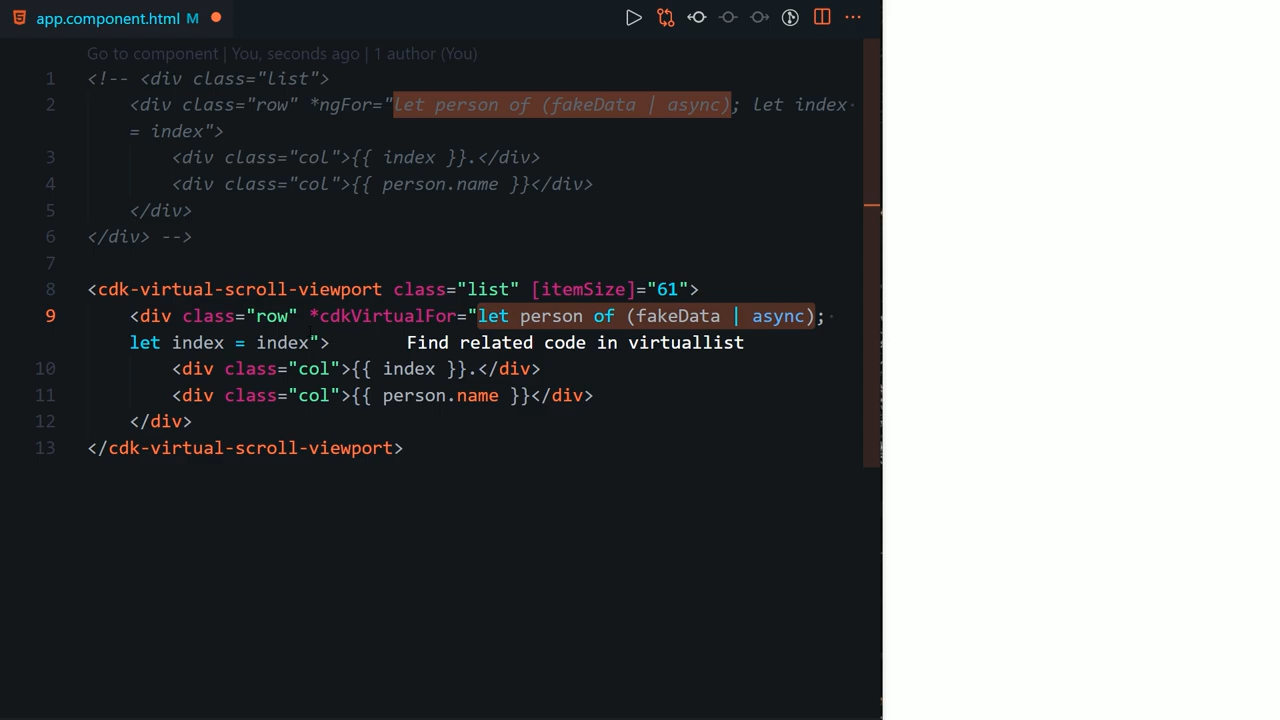 app.component.html M
Go to component | You, seconds ago | 1 author (You)
1 <!-- <div class="list">
2 <div class="row" *ngFor="let person of (fakeData | async); let index
= index">
3 <div class="col">{{ index }}.</div>
4 <div class="col">{{ person.name }}</div>
5 </div>
6 </div> -->
7
8 <cdk-virtual-scroll-viewport class="list" [itemSize]="61">
9 <div class="row" *cdkVirtualFor="let person of (fakeData | async);
let index = index"> Find related code in virtuallist
10 <div class="col">{{ index }}.</div>
11 <div class="col">{{ person.name }}</div>
12 </div>
13 </cdk-virtual-scroll-viewport>